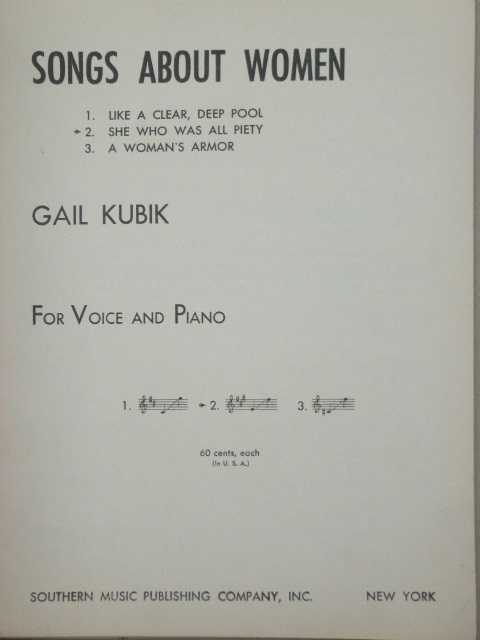 SONGS ABOUT WOMEN
1. LIKE A CLEAR, DEEP POOL
2. SHE WHO WAS ALL PIETY
3. A WOMAN'S ARMOR
GAIL KUBIK
FOR VOICE AND PIANO
1. 2. 3.
60 cents, each
(In U. S. A.)
SOUTHERN MUSIC PUBLISHING COMPANY, INC. NEW YORK